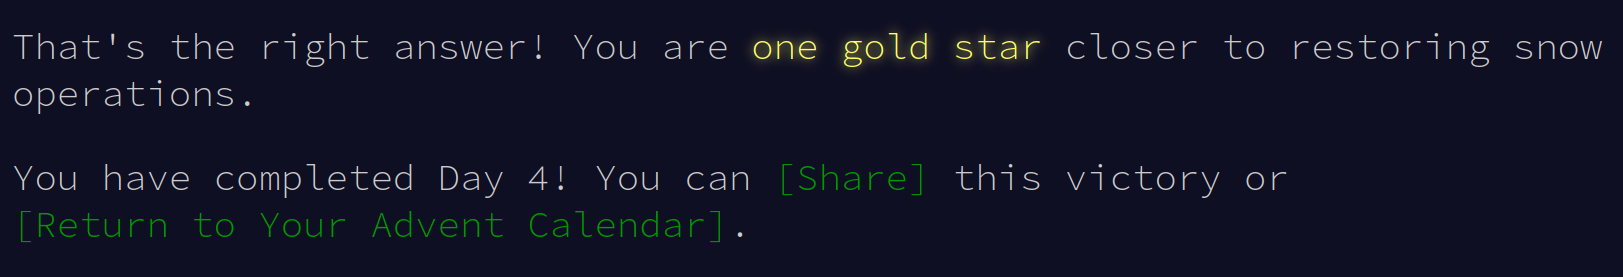 That's the right answer! You are one gold star closer to restoring snow
operations.
You have completed Day 4! You can [Share] this victory or
[Return to Your Advent Calendar].